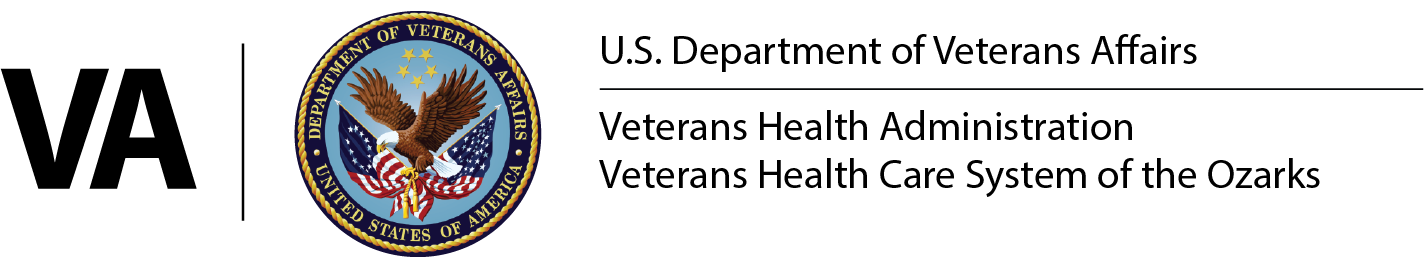 VA
DEPARTMENT OF VETERANS AFFAIRS
UNITED STATES OF AMERICA
U.S. Department of Veterans Affairs
Veterans Health Administration
Veterans Health Care System of the Ozarks